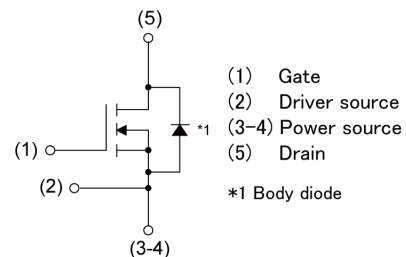 (5)
*1
(1)
(2)
(3-4)
(1) Gate
(2) Driver source
(3-4) Power source
(5) Drain
*1 Body diode